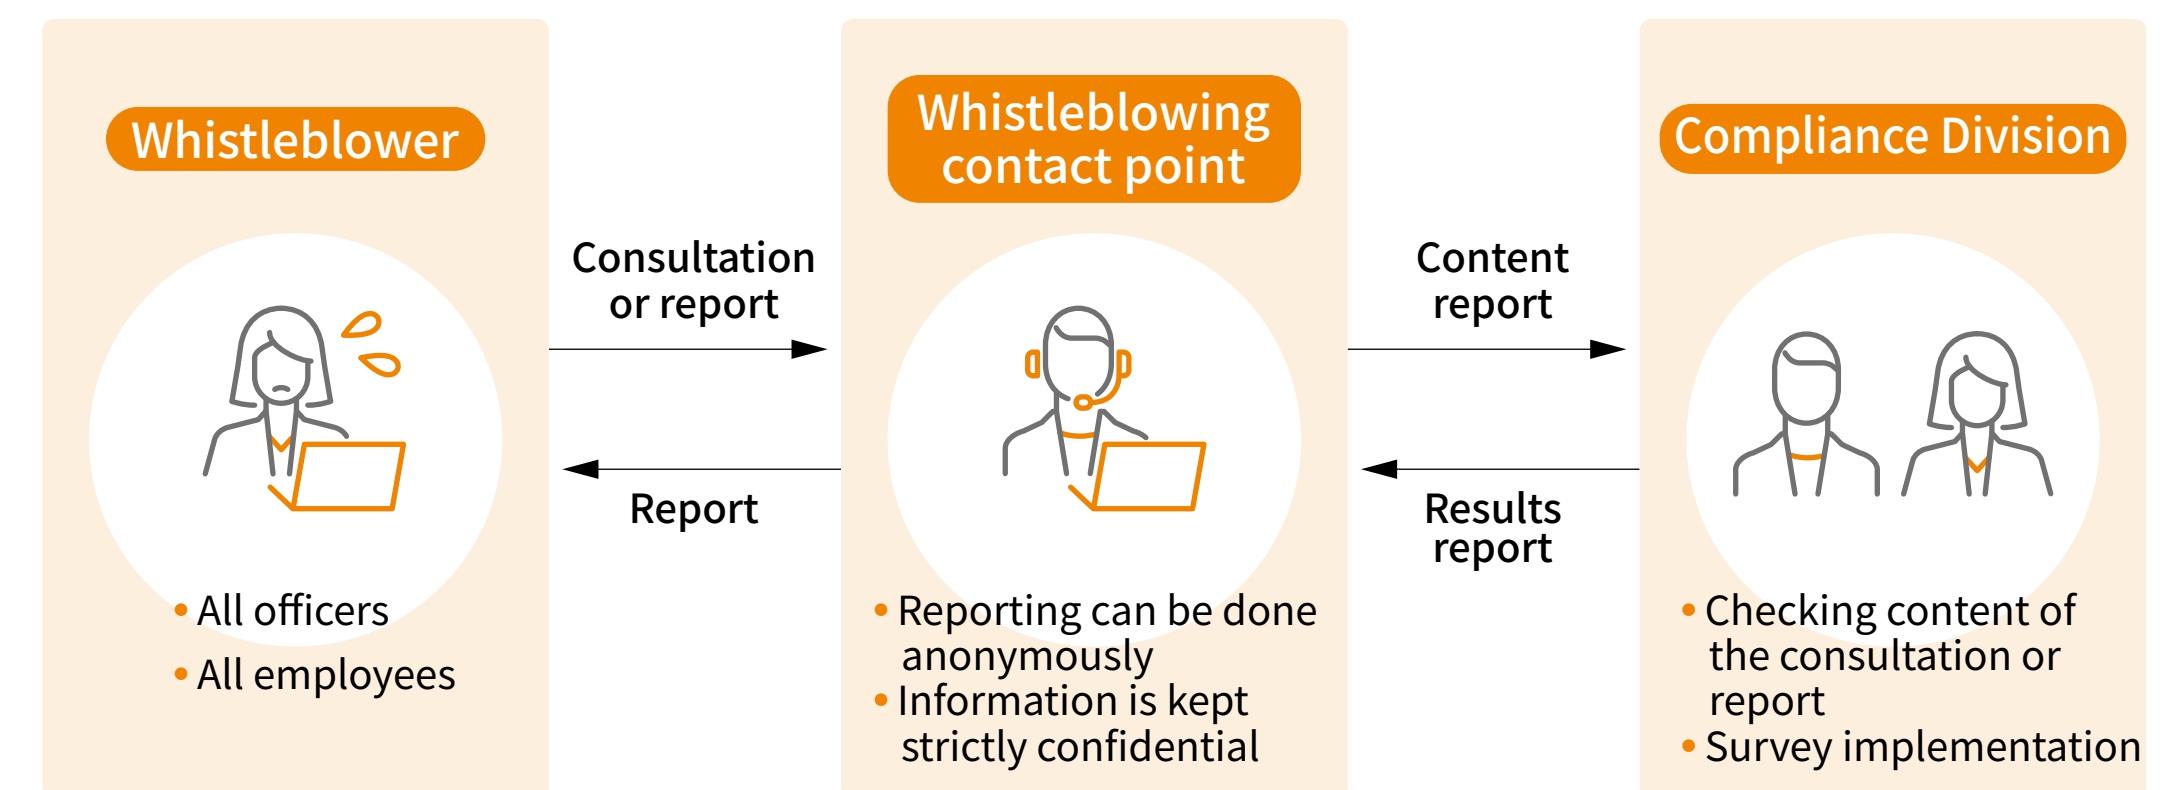 Whistleblower
• All officers
• All employees
Consultation
or report
Report
Whistleblowing
contact point
• Reporting can be done
anonymously
• Information is kept
strictly confidential
Content
report
Results
report
Compliance Division
• Checking content of
the consultation or
report
• Survey implementation